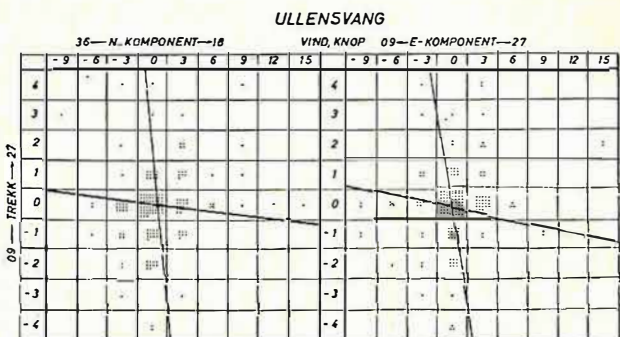 ULLENSVANG
36—N-KOMPONENT—18 VIND, KNOP 09—E-KOMPONENT—27
-9 -6 -3 0 3 6 9 12 15 -9 -6 -3 0 3 6 9 12 15
4 4
3 3
2 2
1 1
0 0
-1 -1
-2 -2
-3 -3
-4 -4
09—TREKK—27